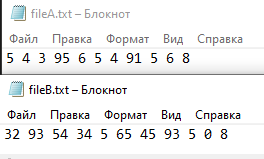 fileA.txt – Блокнот
Файл Правка Формат Вид Справка
5 4 3 95 6 5 4 91 5 6 8
fileB.txt – Блокнот
Файл Правка Формат Вид Справка
32 93 54 34 5 65 45 93 5 0 8